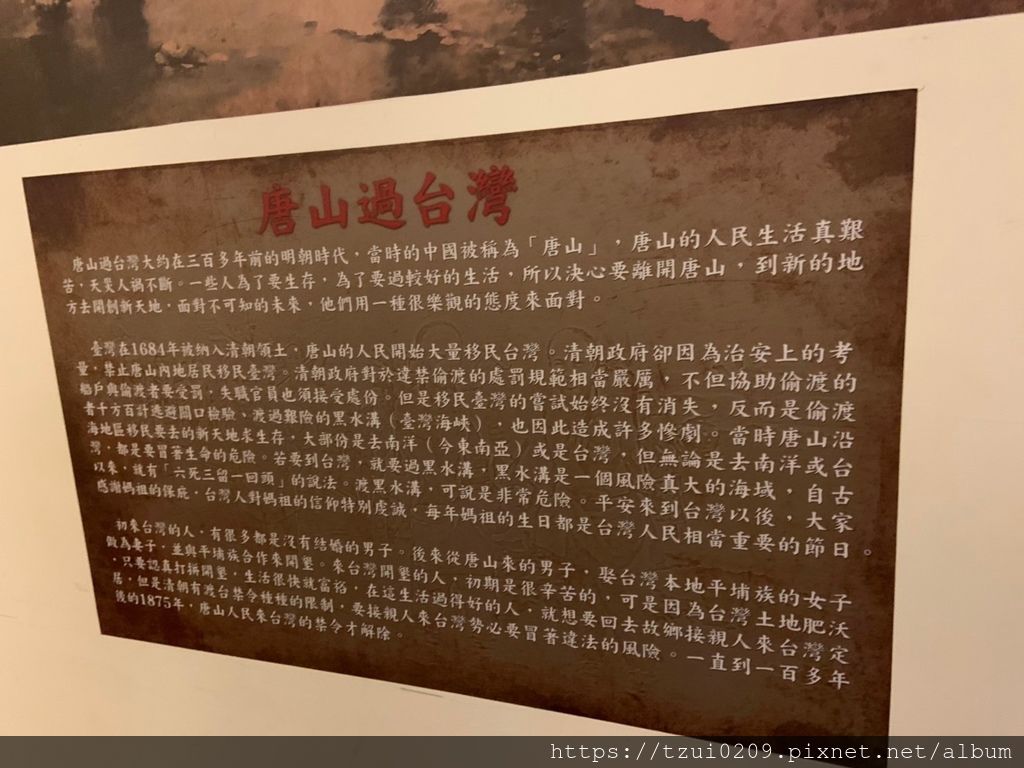 唐山過台灣
唐山過台灣大約在三百多年前的明朝時代，當時的中國被稱為「唐山」，唐山的人民生活真艱
苦，天災人禍不斷。一些人為了要生存，為了要過較好的生活，所以決心要離開唐山，到新的地
方去開創新天地，面對不可知的未來，他們用一種很樂觀的態度來面對。
臺灣在1684年被納入清朝領土，唐山的人民開始大量移民台灣。清朝政府卻因為治安上的考
量，禁止唐山內地居民移民臺灣。清朝政府對於違禁偷渡的處罰規範相當嚴厲，不但協助偷渡的
船戶與偷渡者要受罰，失職官員也須接受處份。但是移民臺灣的嘗試始終沒有消失，反而是偷渡
者千方百計逃避關口檢驗、渡過艱險的黑水溝（臺灣海峽），也因此造成許多慘劇。當時唐山沿
海地區移民要去的新天地求生存，大部份是去南洋（今東南亞）或是台灣，但無論是去南洋或台
灣，都是要冒著生命的危險。若要到台灣，就要過黑水溝，黑水溝是一個風險真大的海域，自古
以來，就有「六死三留一回頭」的說法。渡黑水溝，可說是非常危險。平安來到台灣以後，大家
感謝媽祖的保庇，台灣人對媽祖的信仰特別虔誠，每年媽祖的生日都是台灣人民相當重要的節日。
初來台灣的人，有很多都是沒有結婚的男子。後來從唐山來的男子，娶台灣本地平埔族的女子
做為妻子，並與平埔族合作來開墾。來台灣開墾的人，初期是很辛苦的，可是因為台灣土地肥沃
，只要認真打拚開墾，生活很快就富裕，在這生活過得好的人，就想要回去故鄉接親人來台灣定
居，但是清朝有渡台禁令種種的限制，要接親人來台灣勢必要冒著違法的風險。一直到一百多年
後的1875年，唐山人民來台灣的禁令才解除。
https://tzui0209.pixnet.net/album